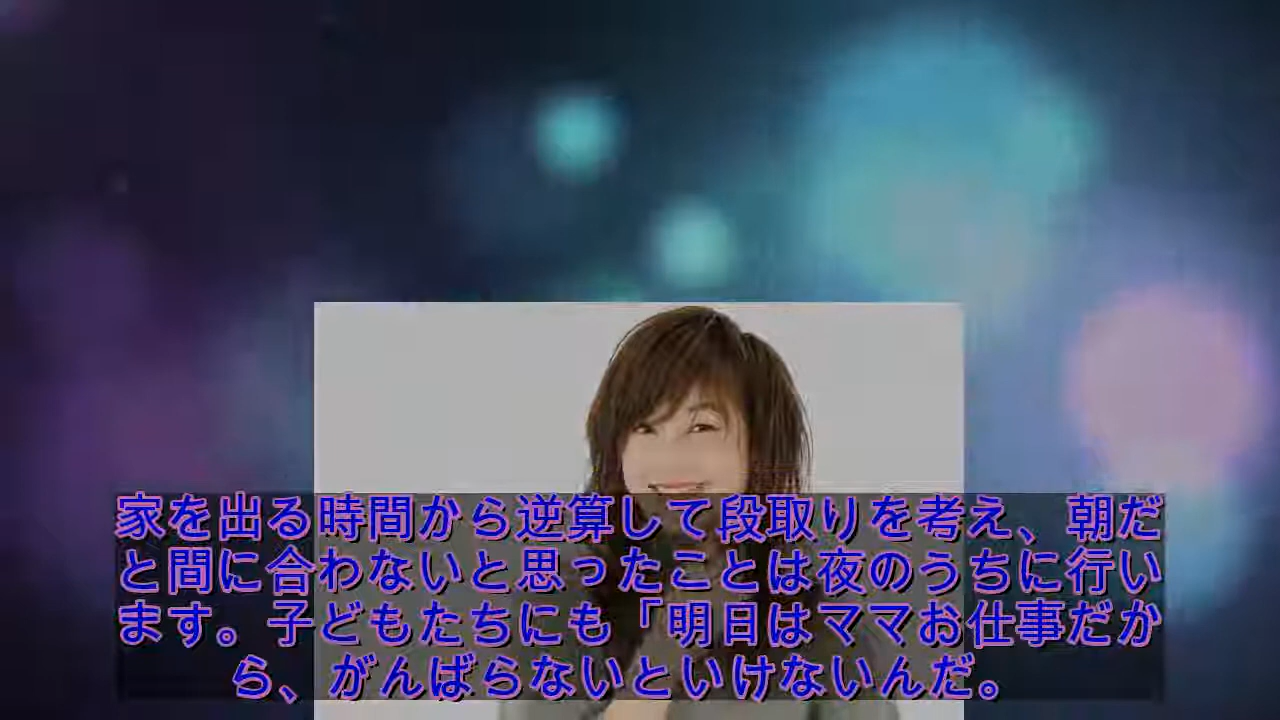 家を出る時間から逆算して段取りを考え、朝だ
と間に合わないと思ったことは夜のうちに行い
ます。子どもたちにも「明日はママお仕事だか
ら、がんばらないといけないんだ。